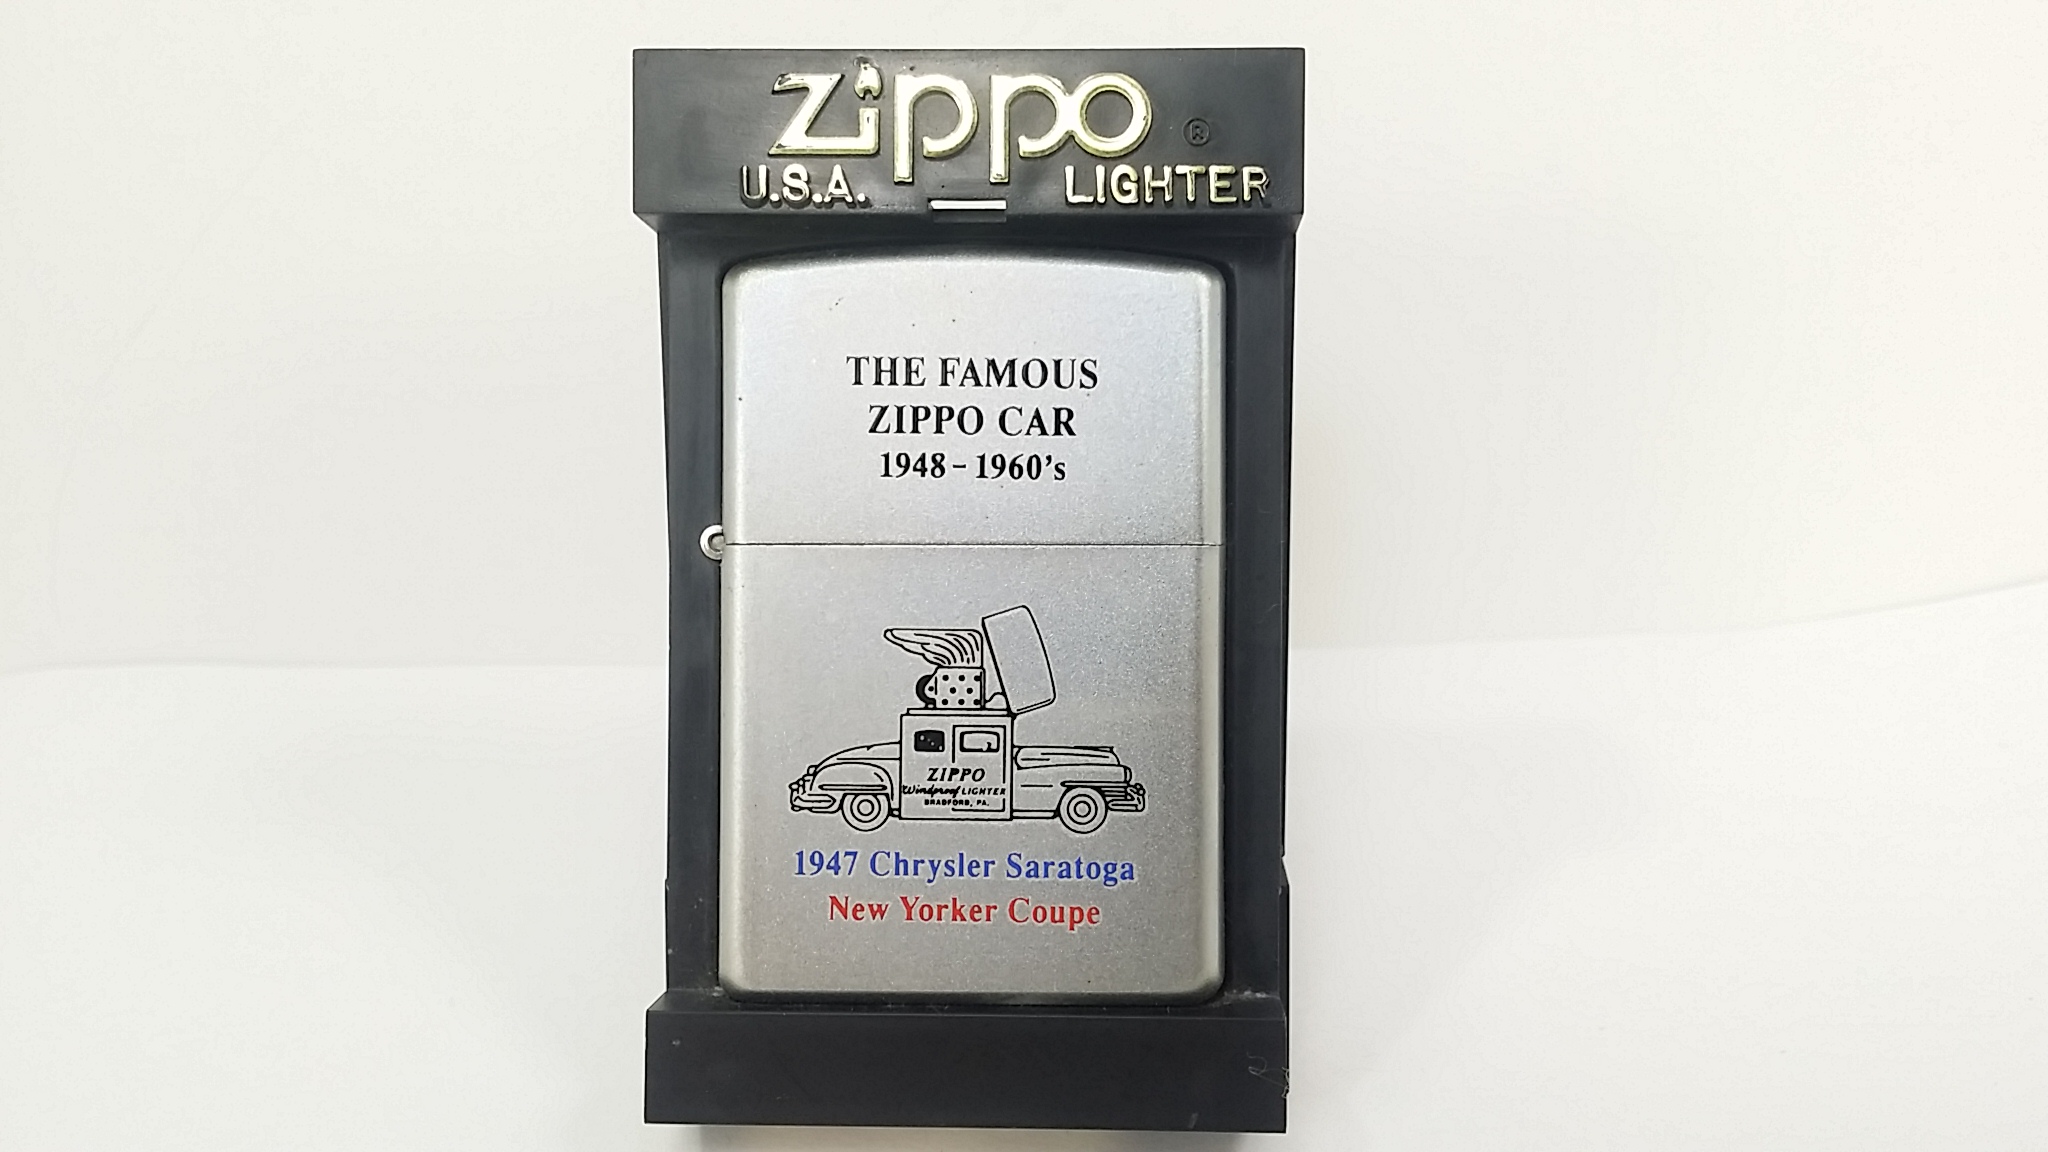 Zippo ®
U.S.A. LIGHTER
THE FAMOUS
ZIPPO CAR
1948 - 1960's
ZIPPO
Windproof LIGHTER
BRADFORD, PA.
1947 Chrysler Saratoga
New Yorker Coupe